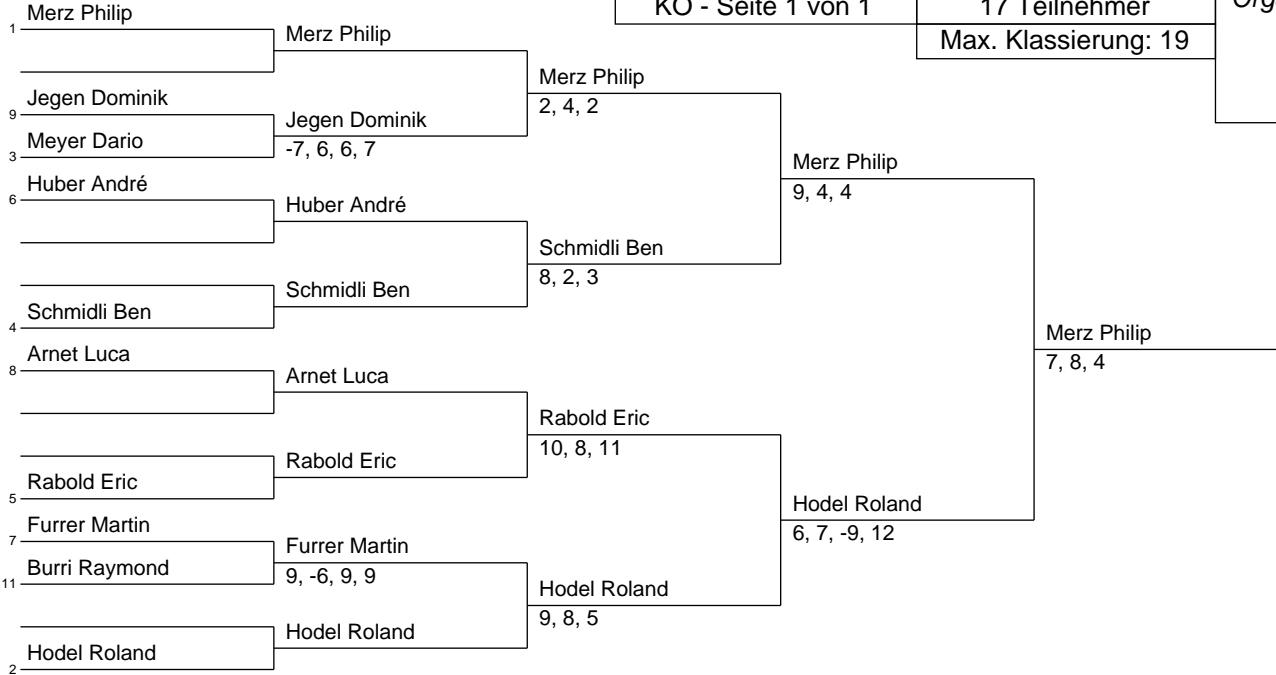 KO - Seite 1 von 1
17 Teilnehmer
Max. Klassierung: 19
1 Merz Philip
9 Jegen Dominik
3 Meyer Dario
6 Huber André
4 Schmidli Ben
8 Arnet Luca
5 Rabold Eric
7 Furrer Martin
11 Burri Raymond
2 Hodel Roland
Merz Philip
Jegen Dominik
-7, 6, 6, 7
Huber André
Schmidli Ben
Arnet Luca
Rabold Eric
Furrer Martin
9, -6, 9, 9
Hodel Roland
Merz Philip
2, 4, 2
Schmidli Ben
8, 2, 3
Rabold Eric
10, 8, 11
Hodel Roland
9, 8, 5
Merz Philip
9, 4, 4
Hodel Roland
6, 7, -9, 12
Merz Philip
7, 8, 4